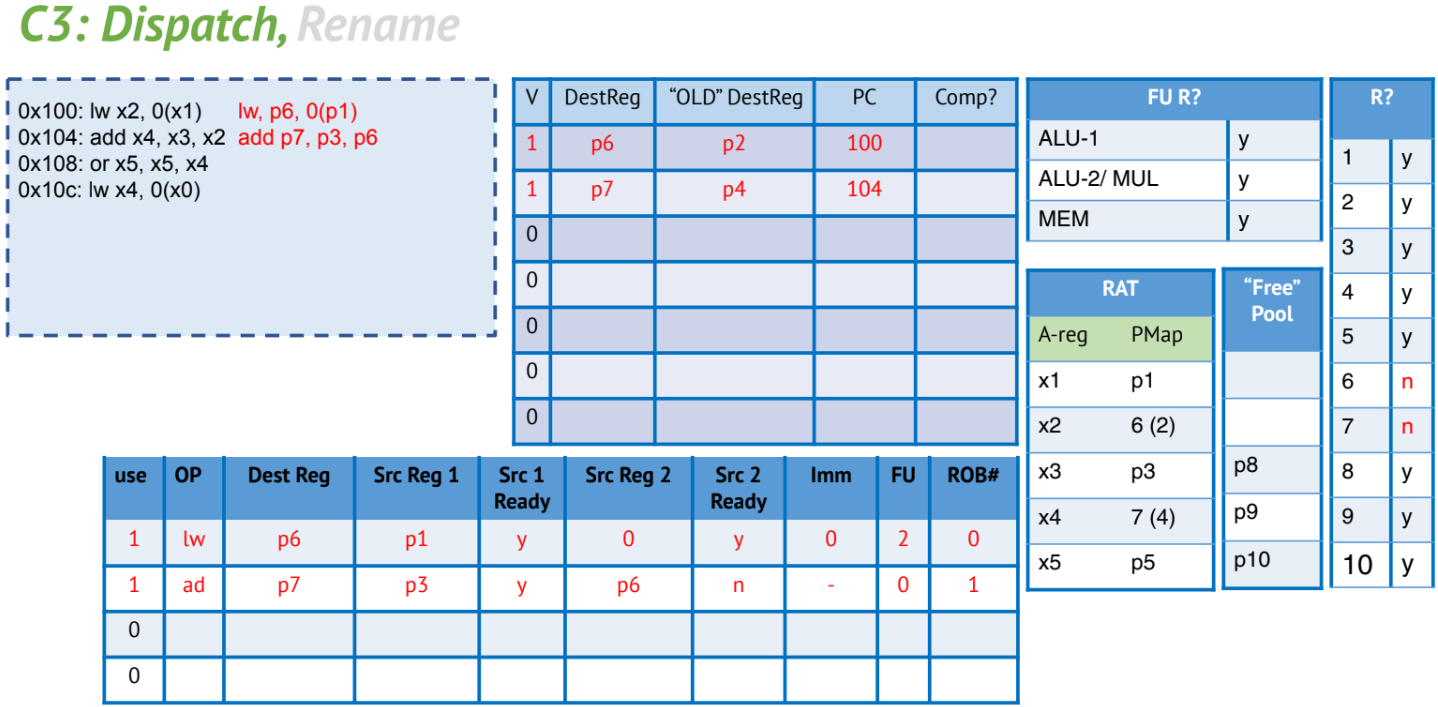 C3: Dispatch, Rename
0x100: lw x2, 0(x1) lw, p6, 0(p1)
0x104: add x4, x3, x2 add p7, p3, p6
0x108: or x5, x5, x4
0x10c: lw x4, 0(x0)
V DestReg “OLD” DestReg PC Comp?
1 p6 p2 100
1 p7 p4 104
0
0
0
0
0
FU R?
ALU-1 y
ALU-2/ MUL y
MEM y
RAT
A-reg PMap
x1 p1
x2 6 (2)
x3 p3
x4 7 (4)
x5 p5
“Free”
Pool
p8
p9
p10
R?
1 y
2 y
3 y
4 y
5 y
6 n
7 n
8 y
9 y
10 y
use OP Dest Reg Src Reg 1 Src 1 Ready Src Reg 2 Src 2 Ready Imm FU ROB#
1 lw p6 p1 y 0 y 0 2 0
1 ad p7 p3 y p6 n - 0 1
0
0